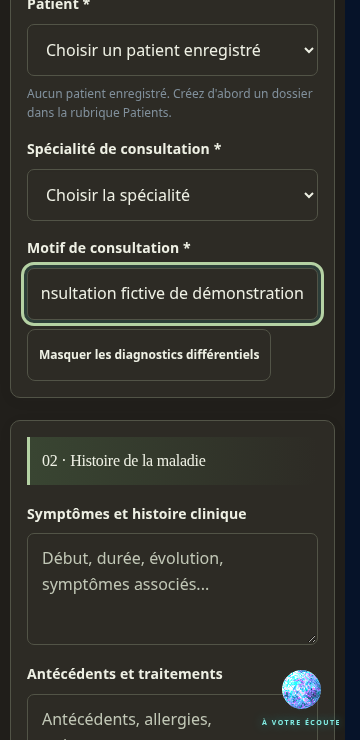 Patient *
Choisir un patient enregistré
Aucun patient enregistré. Créez d'abord un dossier
dans la rubrique Patients.
Spécialité de consultation *
Choisir la spécialité
Motif de consultation *
nsultation fictive de démonstration
Masquer les diagnostics différentiels
02 · Histoire de la maladie
Symptômes et histoire clinique
Début, durée, évolution,
symptômes associés...
Antécédents et traitements
Antécédents, allergies,
À VOTRE ÉCOUTE